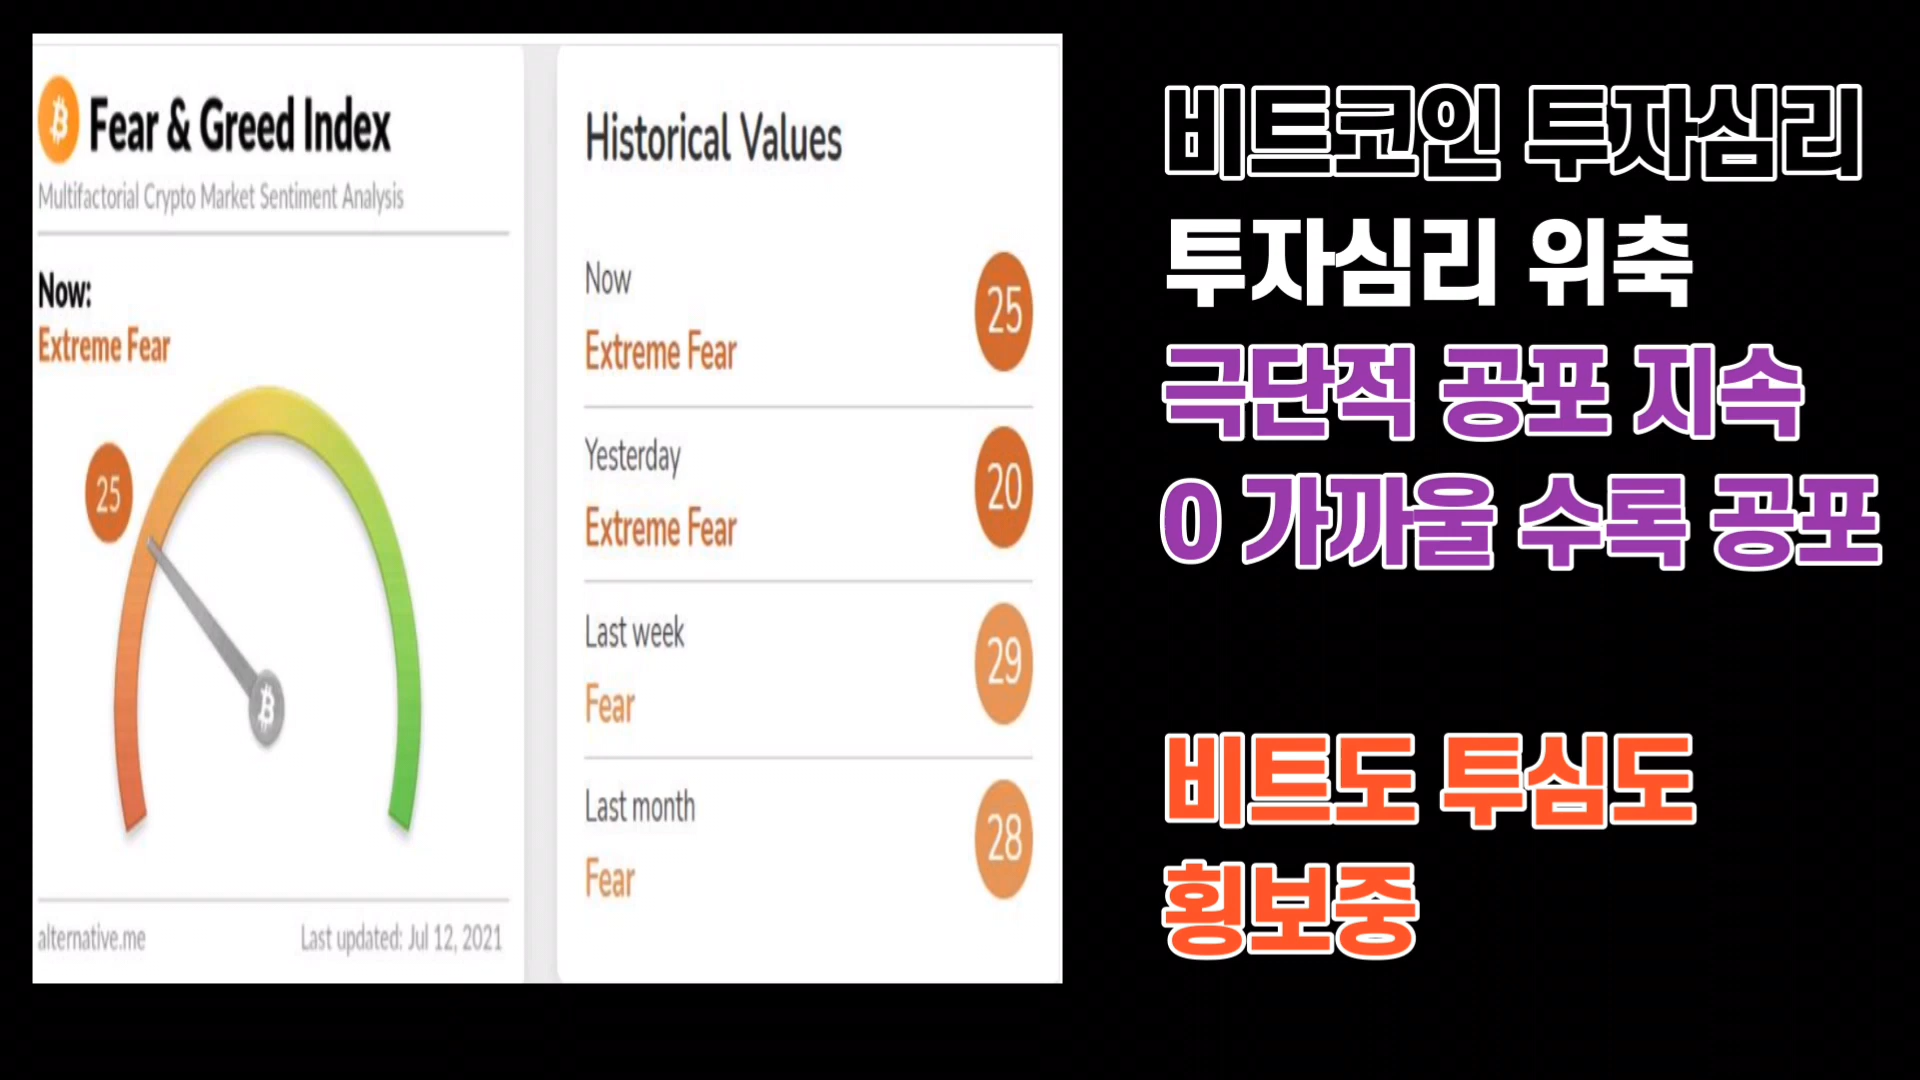 Fear & Greed Index
Multifactorial Crypto Market Sentiment Analysis
Now:
Extreme Fear
25
alternative.me
Last updated: Jul 12, 2021
Historical Values
Now
Extreme Fear
25
Yesterday
Extreme Fear
20
Last week
Fear
29
Last month
Fear
28
비트코인 투자심리
투자심리 위축
극단적 공포 지속
0 가까울 수록 공포
비트도 투심도
횡보중